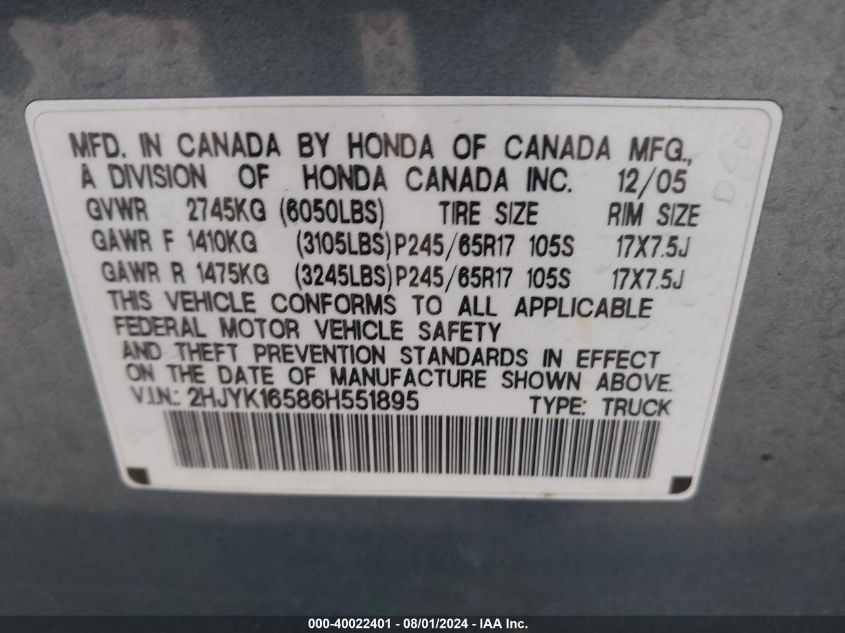 MFD. IN CANADA BY HONDA OF CANADA MFG.,
A DIVISION OF HONDA CANADA INC. 12/05
GVWR 2745KG (6050LBS) TIRE SIZE RIM SIZE
GAWR F 1410KG (3105LBS) P245/65R17 105S 17X7.5J
GAWR R 1475KG (3245LBS) P245/65R17 105S 17X7.5J
THIS VEHICLE CONFORMS TO ALL APPLICABLE
FEDERAL MOTOR VEHICLE SAFETY
AND THEFT PREVENTION STANDARDS IN EFFECT
ON THE DATE OF MANUFACTURE SHOWN ABOVE.
V.I.N.: 2HJYK16586H551895 TYPE: TRUCK
000-40022401 - 08/01/2024 - IAA Inc.